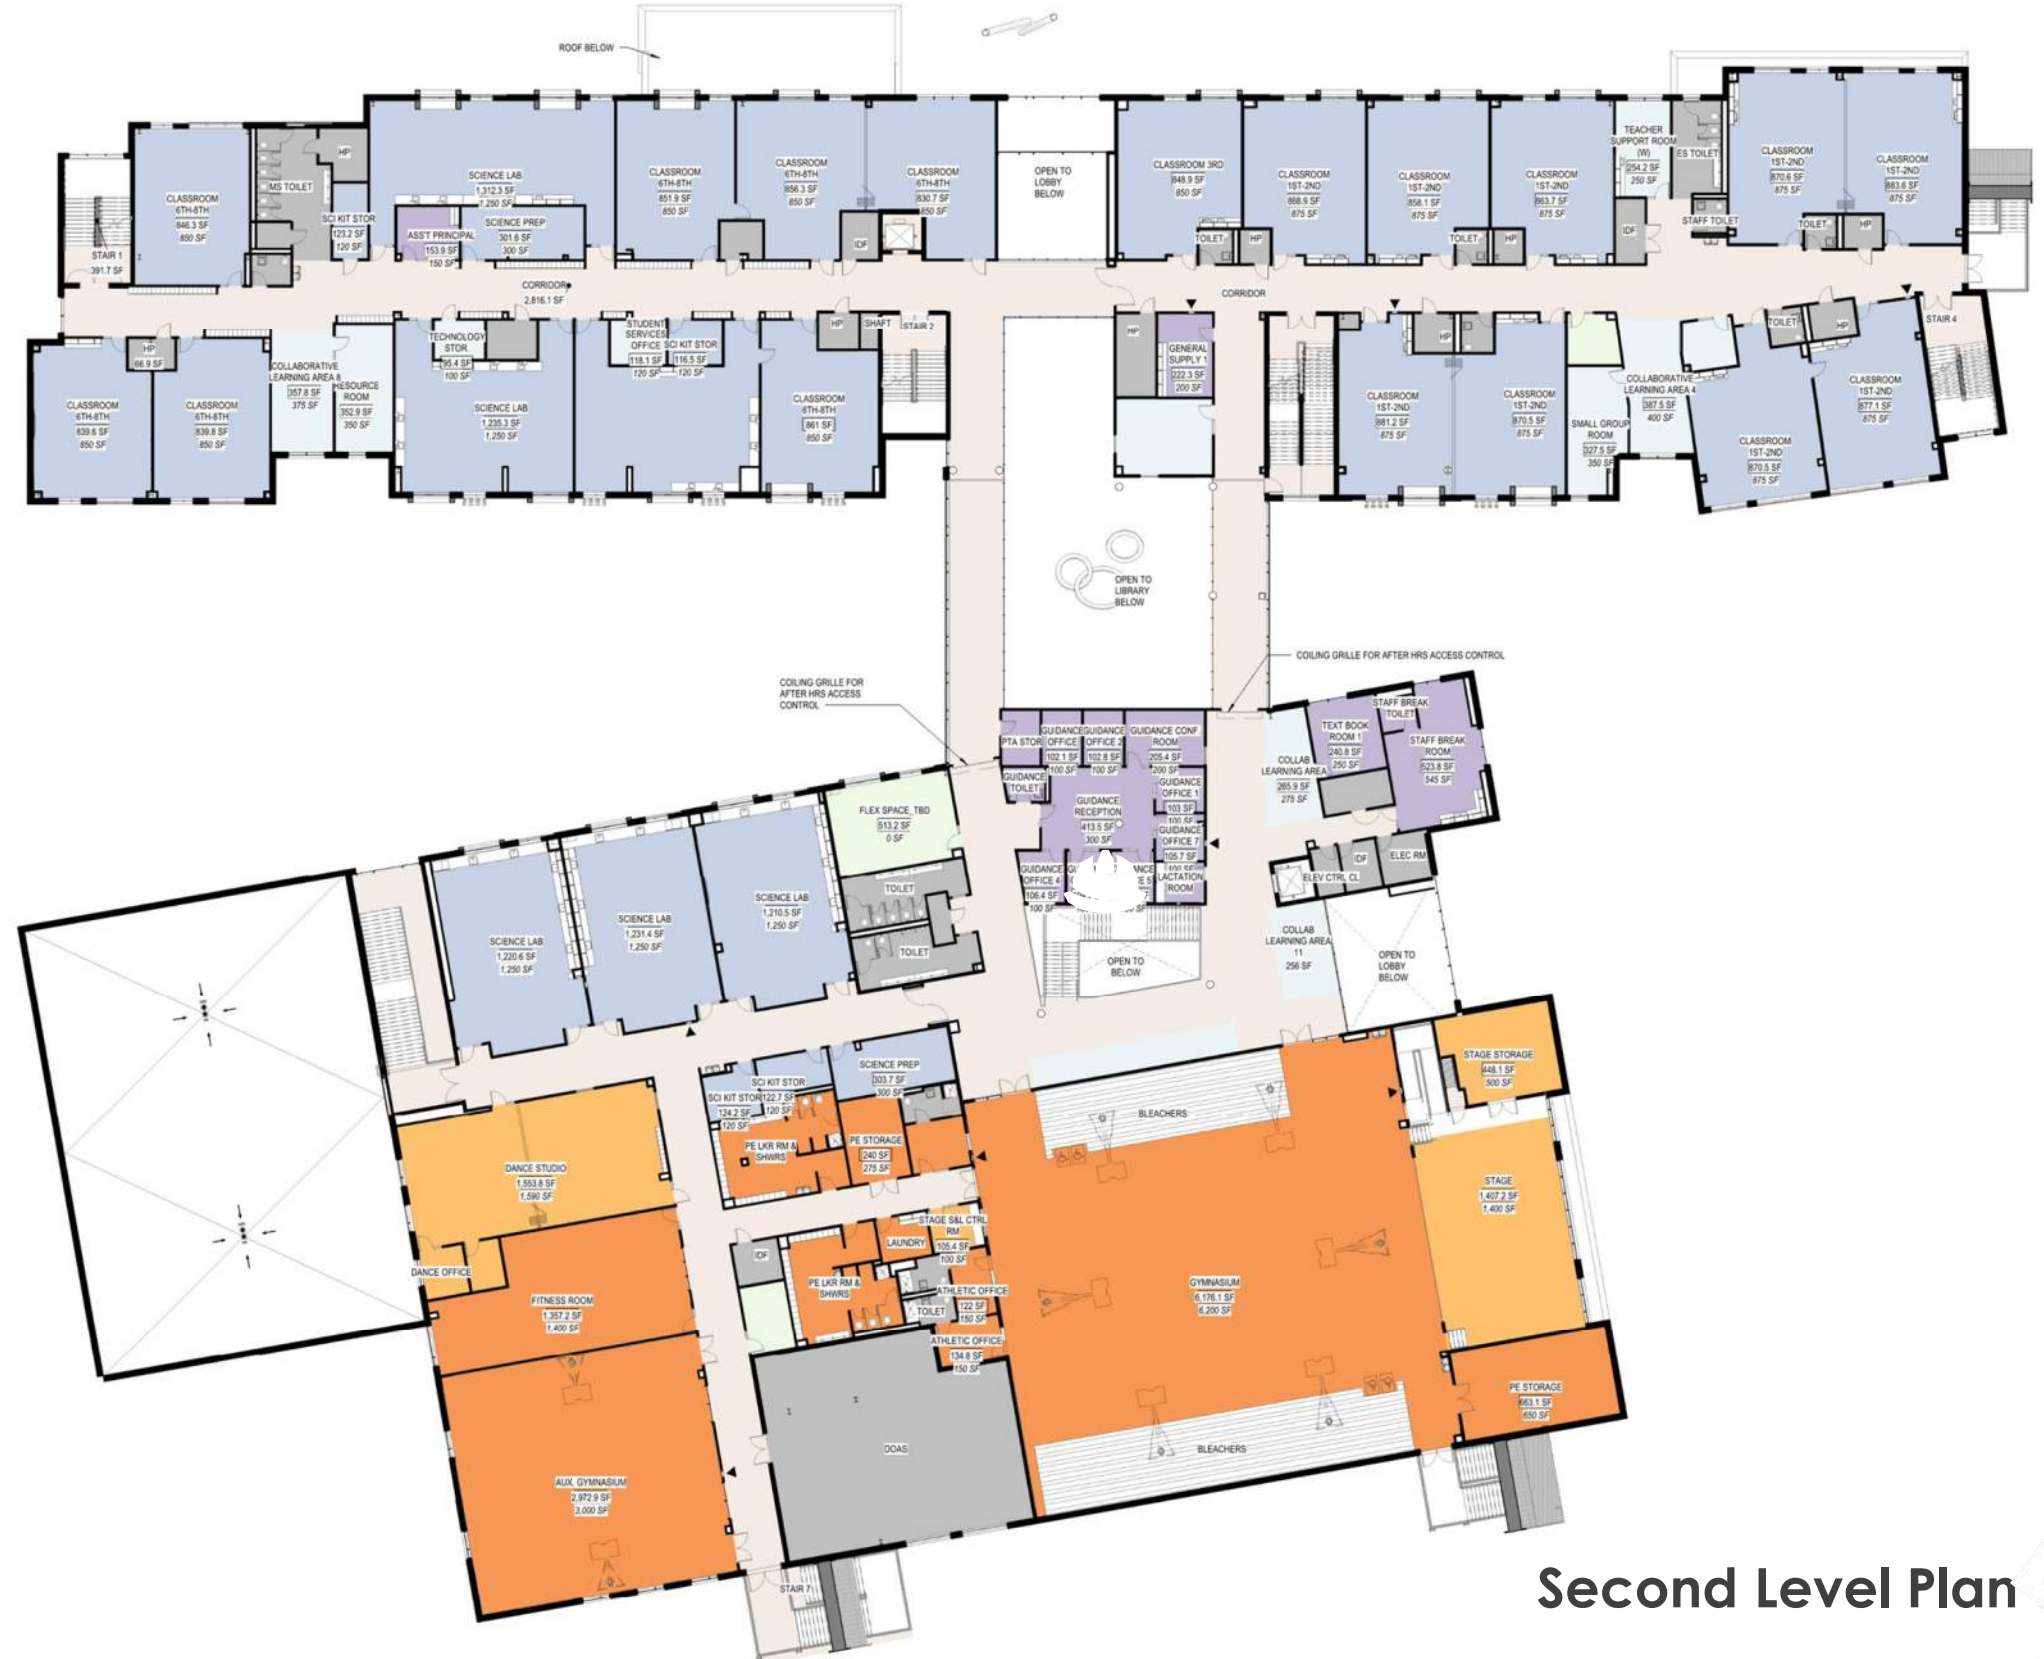 ROOF BELOW
CLASSROOM
6TH-8TH
846.3 SF
850 SF
MS TOILET
HP
SCI KIT STOR
123.2 SF
120 SF
SCIENCE LAB
1,312.3 SF
1,250 SF
ASS'T PRINCIPAL
153.9 SF
150 SF
SCIENCE PREP
301.6 SF
300 SF
CLASSROOM
6TH-8TH
851.9 SF
850 SF
CLASSROOM
6TH-8TH
856.3 SF
850 SF
IDF
CLASSROOM
6TH-8TH
830.7 SF
850 SF
OPEN TO
LOBBY
BELOW
CLASSROOM 3RD
848.9 SF
850 SF
TOILET
HP
CLASSROOM
1ST-2ND
868.9 SF
875 SF
CLASSROOM
1ST-2ND
858.1 SF
875 SF
TOILET
HP
CLASSROOM
1ST-2ND
863.7 SF
875 SF
TEACHER
SUPPORT ROOM
(W)
254.2 SF
250 SF
IDF
ES TOILET
STAFF TOILET
CLASSROOM
1ST-2ND
870.6 SF
875 SF
TOILET
HP
CLASSROOM
1ST-2ND
863.6 SF
875 SF
STAIR 1
391.7 SF
CORRIDOR
2,816.1 SF
CORRIDOR
CLASSROOM
6TH-8TH
839.6 SF
850 SF
HP
66.9 SF
CLASSROOM
6TH-8TH
839.8 SF
850 SF
COLLABORATIVE
LEARNING AREA 8
357.8 SF
375 SF
RESOURCE
ROOM
352.9 SF
350 SF
TECHNOLOGY
STOR.
95.4 SF
100 SF
SCIENCE LAB
1,235.3 SF
1,250 SF
STUDENT
SERVICES
OFFICE
118.1 SF
120 SF
SCI KIT STOR
116.5 SF
120 SF
CLASSROOM
6TH-8TH
861 SF
850 SF
HP
SHAFT
STAIR 2
HP
GENERAL
SUPPLY 1
222.3 SF
200 SF
CLASSROOM
1ST-2ND
881.2 SF
875 SF
HP
CLASSROOM
1ST-2ND
870.5 SF
875 SF
SMALL GROUP
ROOM
327.5 SF
350 SF
COLLABORATIVE
LEARNING AREA 4
387.5 SF
400 SF
TOILET
HP
CLASSROOM
1ST-2ND
870.5 SF
875 SF
CLASSROOM
1ST-2ND
877.1 SF
875 SF
STAIR 4
OPEN TO
LIBRARY
BELOW
COILING GRILLE FOR AFTER HRS ACCESS CONTROL
COILING GRILLE FOR
AFTER HRS ACCESS
CONTROL
PTA STOR
GUIDANCE
OFFICE
102.1 SF
100 SF
GUIDANCE
OFFICE 2
102.8 SF
100 SF
GUIDANCE CONF.
ROOM
205.4 SF
200 SF
GUIDANCE
TOILET
GUIDANCE
RECEPTION
413.5 SF
300 SF
GUIDANCE
OFFICE 1
103 SF
100 SF
GUIDANCE
OFFICE 7
105.7 SF
100 SF
GUIDANCE
OFFICE 4
106.4 SF
100 SF
LACTATION
ROOM
COLLAB
LEARNING AREA
265.9 SF
275 SF
TEXT BOOK
ROOM 1
240.8 SF
250 SF
STAFF BREAK
TOILET
STAFF BREAK
ROOM
523.8 SF
545 SF
ELEV CTRL CL
IDF
ELEC RM
FLEX SPACE_TBD
513.2 SF
0 SF
TOILET
TOILET
SCIENCE LAB
1,220.6 SF
1,250 SF
SCIENCE LAB
1,231.4 SF
1,250 SF
SCIENCE LAB
1,210.5 SF
1,250 SF
OPEN TO
BELOW
COLLAB
LEARNING AREA
11
256 SF
OPEN TO
LOBBY
BELOW
SCI KIT STOR
122.7 SF
120 SF
SCI KIT STOR
124.2 SF
120 SF
SCIENCE PREP
303.7 SF
300 SF
PE LKR RM &
SHWRS
PE STORAGE
240 SF
275 SF
BLEACHERS
STAGE STORAGE
448.1 SF
500 SF
DANCE STUDIO
1,553.8 SF
1,590 SF
STAGE
1,407.2 SF
1,400 SF
DANCE OFFICE
FITNESS ROOM
1,357.2 SF
1,400 SF
IDF
PE LKR RM &
SHWRS
LAUNDRY
STAGE S&L CTRL
RM
105.4 SF
100 SF
TOILET
ATHLETIC OFFICE
122 SF
150 SF
ATHLETIC OFFICE
134.8 SF
150 SF
GYMNASIUM
6,176.1 SF
6,200 SF
PE STORAGE
663.1 SF
650 SF
BLEACHERS
DOAS
AUX. GYMNASIUM
2,972.9 SF
3,000 SF
STAIR 7
Second Level Plan